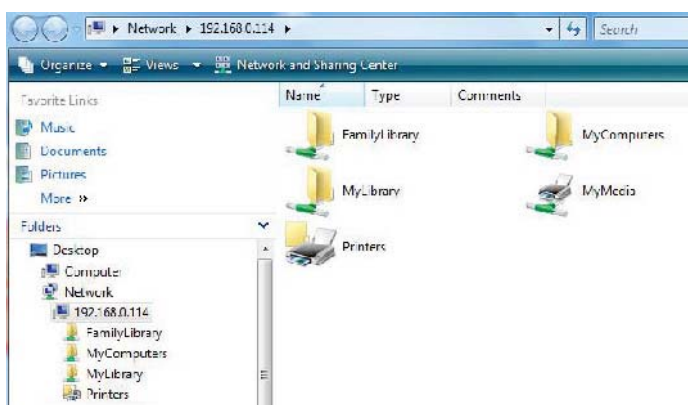 Network ▸ 192.168.0.114 ▸ Search
Organize Views Network and Sharing Center
Favorite Links
Music
Documents
Pictures
More »
Folders
Desktop
Computer
Network
192.168.0.114
FamilyLibrary
MyComputers
MyLibrary
Printers
Name Type Comments
FamilyLibrary MyComputers
MyLibrary MyMedia
Printers